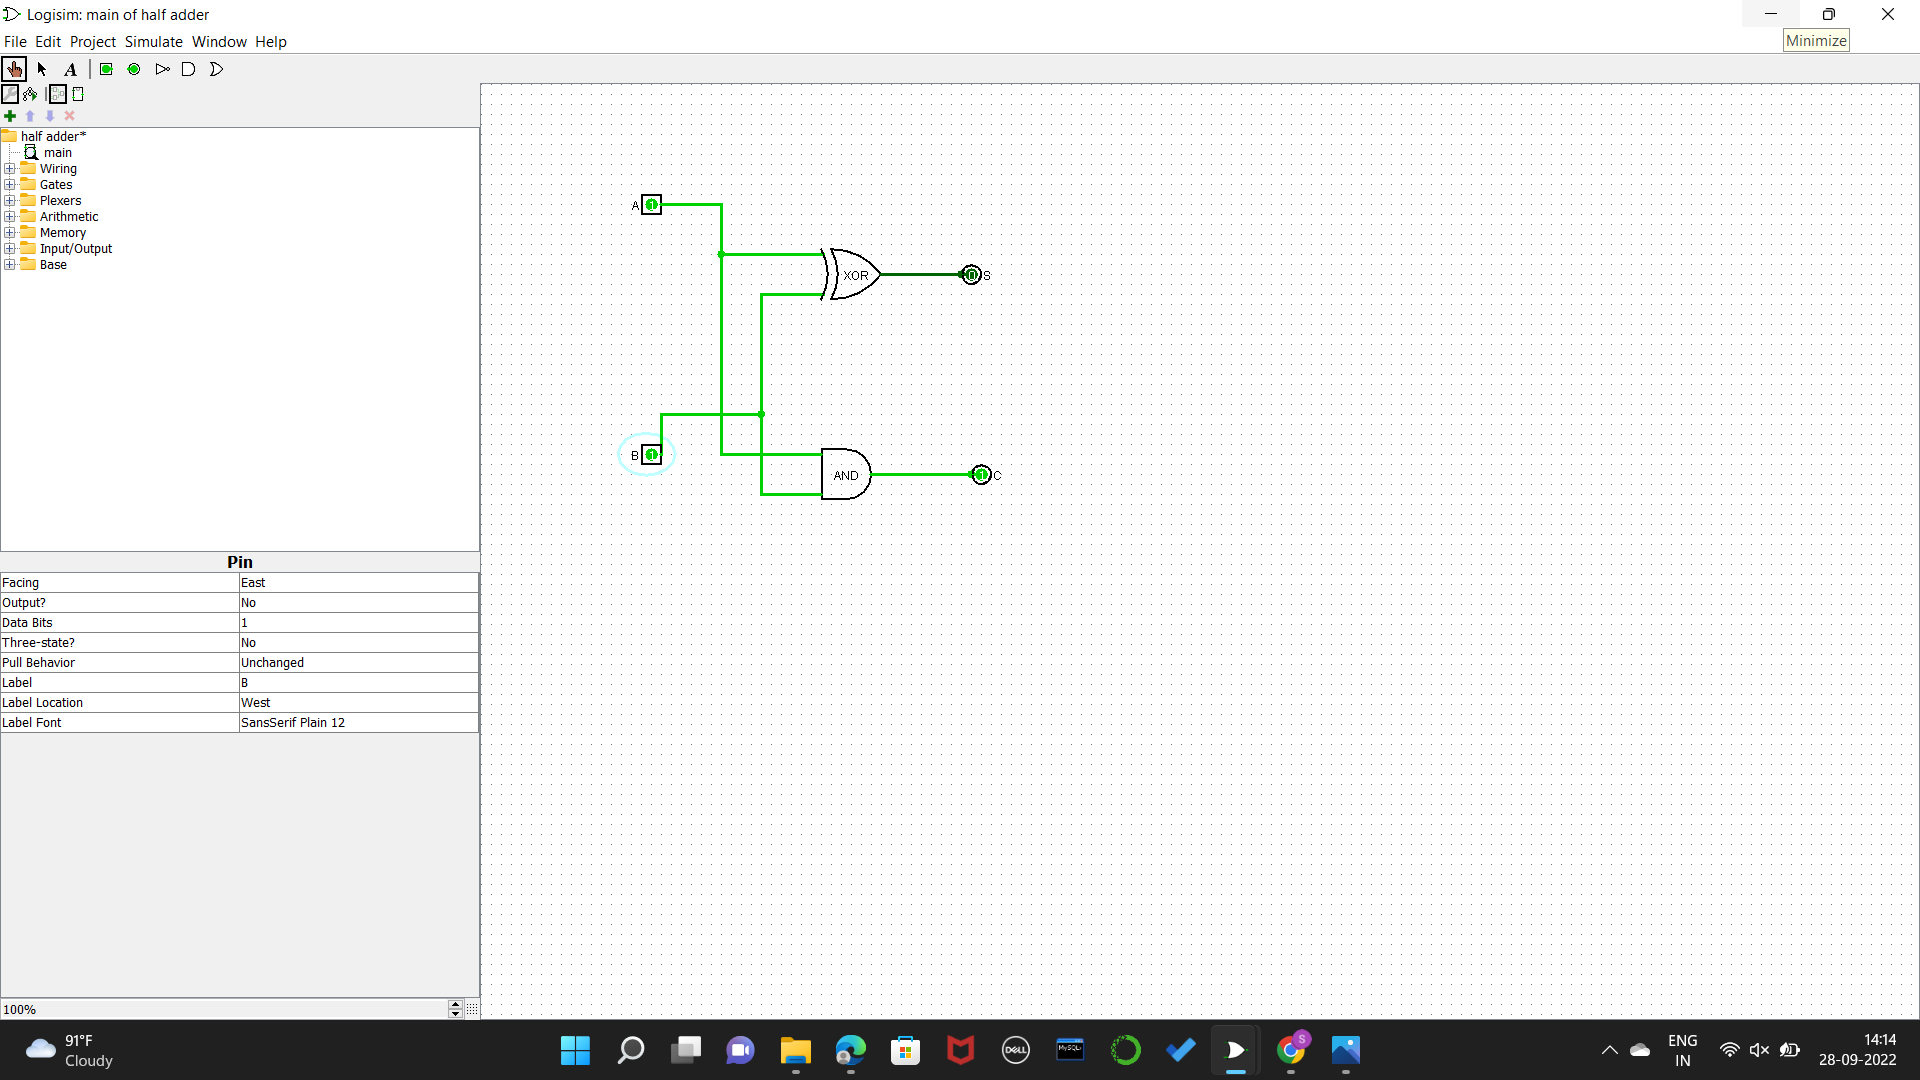 Logisim: main of half adder
File Edit Project Simulate Window Help
Minimize
A
half adder*
main
Wiring
Gates
Plexers
Arithmetic
Memory
Input/Output
Base
A 1
XOR
0 S
B 1
AND
1 C
Pin
Facing East
Output? No
Data Bits 1
Three-state? No
Pull Behavior Unchanged
Label B
Label Location West
Label Font SansSerif Plain 12
100%
91°F
Cloudy
DELL
MySQL
S
ENG
IN
14:14
28-09-2022